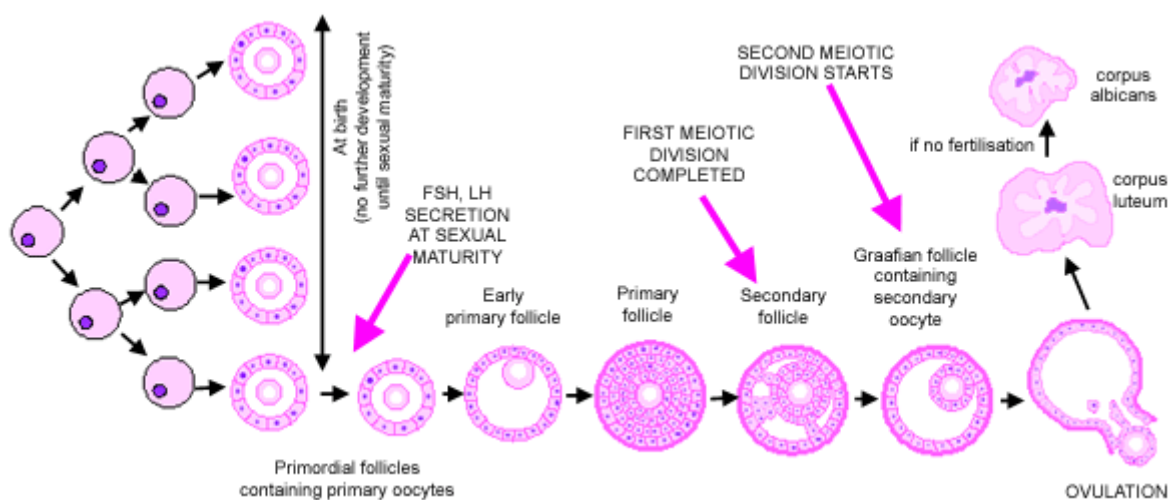 At birth
(no further development
until sexual maturity)
FSH, LH
SECRETION
AT SEXUAL
MATURITY
Primordial follicles
containing primary oocytes
Early
primary follicle
Primary
follicle
FIRST MEIOTIC
DIVISION
COMPLETED
Secondary
follicle
SECOND MEIOTIC
DIVISION STARTS
Graafian follicle
containing
secondary
oocyte
OVULATION
corpus
luteum
if no fertilisation
corpus
albicans